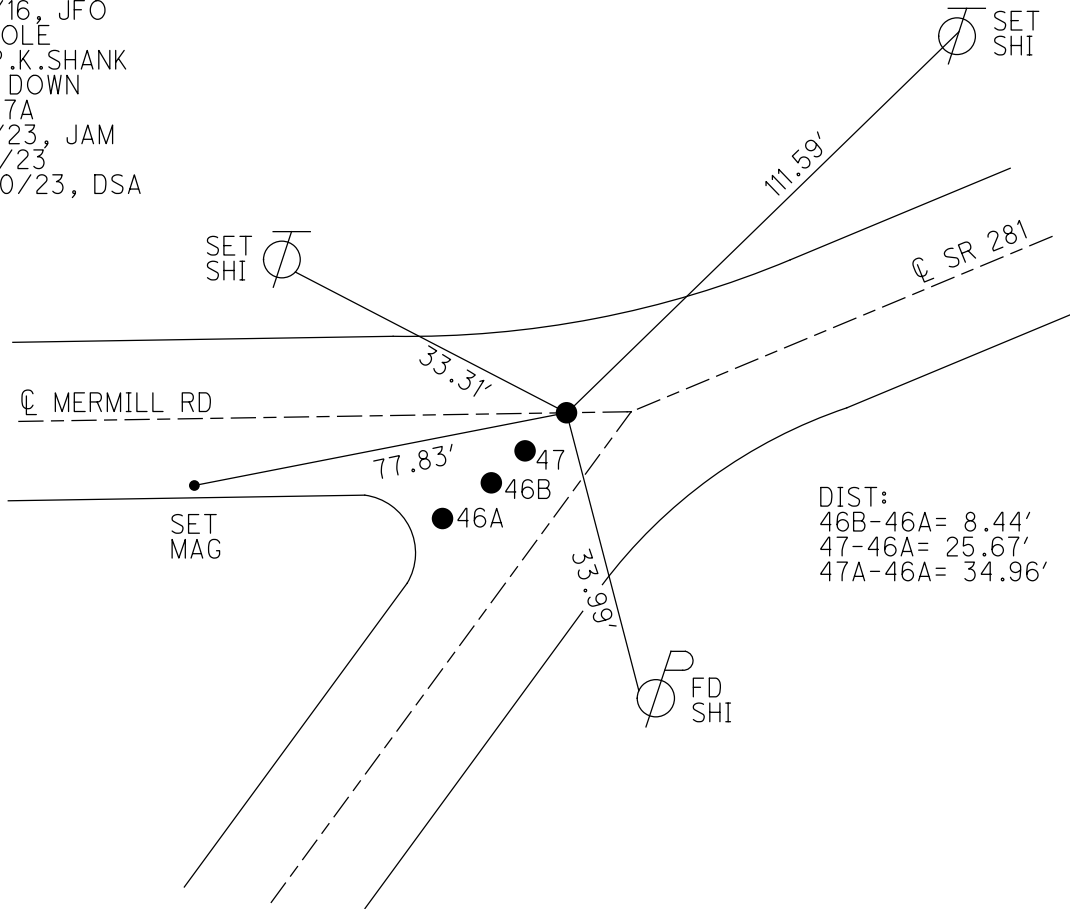 /16, JFO
OLE
P.K.SHANK
DOWN
7A
/23, JAM
/23
0/23, DSA
SET
SHI
111.59'
SET
SHI
℄ SR 281
33.31'
℄ MERMILL RD
77.83'
47
46B
46A
SET
MAG
DIST:
46B-46A= 8.44'
47-46A= 25.67'
47A-46A= 34.96'
33.99'
FD
SHI